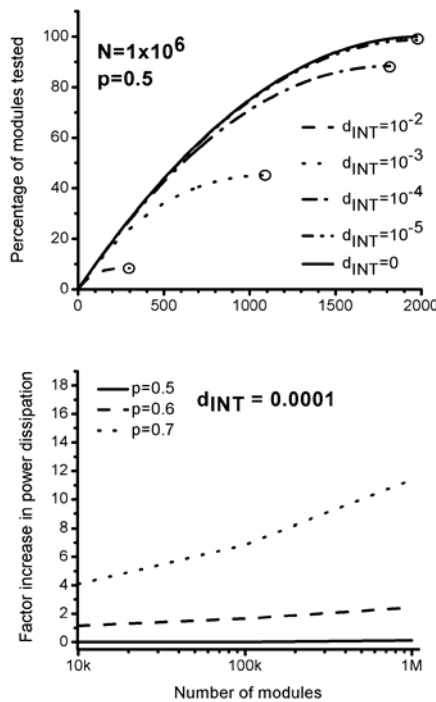 Percentage of modules tested
100
80
60
40
20
0
N=1x10⁶
p=0.5
d_INT=10⁻²
d_INT=10⁻³
d_INT=10⁻⁴
d_INT=10⁻⁵
d_INT=0
0 500 1000 1500 2000
Factor increase in power dissipation
18
16
14
12
10
8
6
4
2
0
p=0.5
p=0.6
p=0.7
d_INT = 0.0001
10k 100k 1M
Number of modules